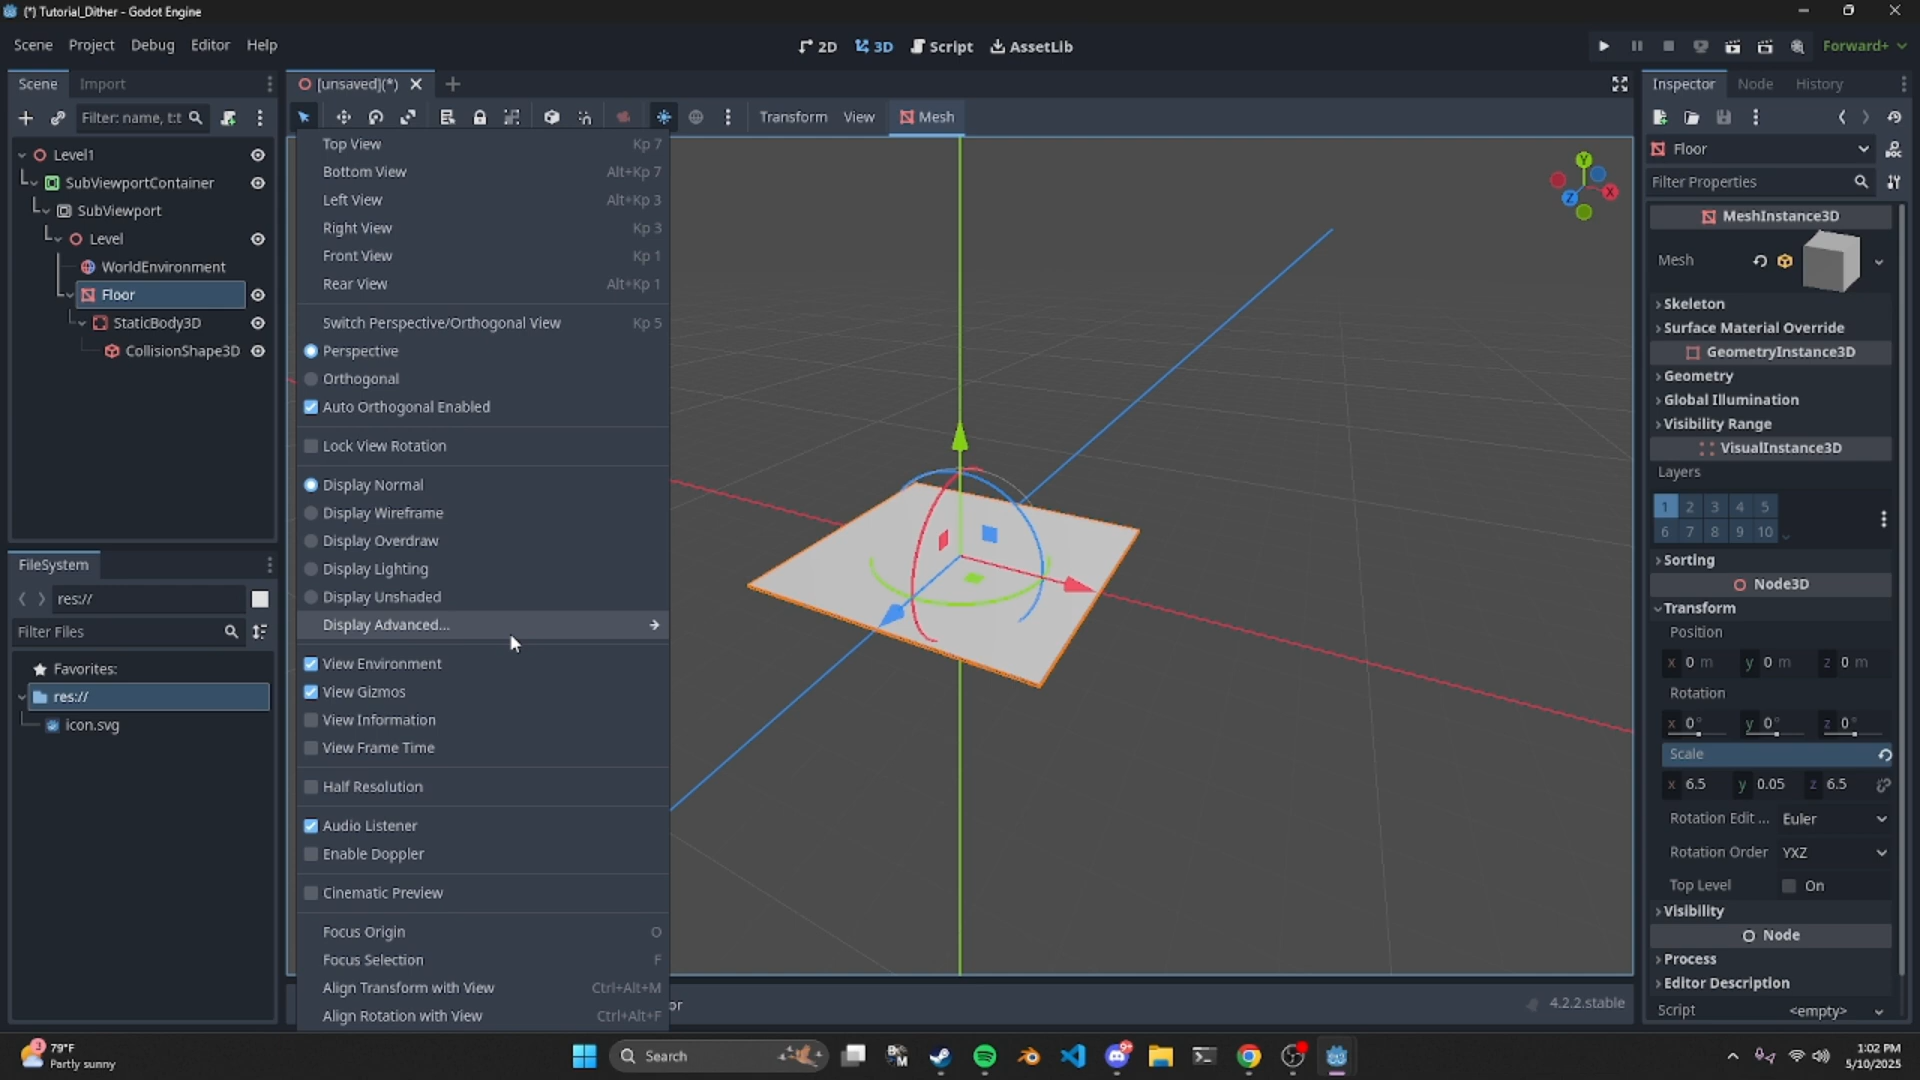 (*) Tutorial_Dither - Godot Engine
Scene Project Debug Editor Help
2D 3D Script AssetLib
Forward+
Scene Import
[unsaved](*)
Inspector Node History
Filter: name, t:t
Transform View Mesh
Level1
SubViewportContainer
SubViewport
Level
WorldEnvironment
Floor
StaticBody3D
CollisionShape3D
FileSystem
res://
Filter Files
Favorites:
res://
icon.svg
Top View Kp 7
Bottom View Alt+Kp 7
Left View Alt+Kp 3
Right View Kp 3
Front View Kp 1
Rear View Alt+Kp 1
Switch Perspective/Orthogonal View Kp 5
Perspective
Orthogonal
Auto Orthogonal Enabled
Lock View Rotation
Display Normal
Display Wireframe
Display Overdraw
Display Lighting
Display Unshaded
Display Advanced...
View Environment
View Gizmos
View Information
View Frame Time
Half Resolution
Audio Listener
Enable Doppler
Cinematic Preview
Focus Origin O
Focus Selection F
Align Transform with View Ctrl+Alt+M
Align Rotation with View Ctrl+Alt+F
Y
X
Z
or
4.2.2.stable
Floor
Filter Properties
MeshInstance3D
Mesh
Skeleton
Surface Material Override
GeometryInstance3D
Geometry
Global Illumination
Visibility Range
VisualInstance3D
Layers
1 2 3 4 5
6 7 8 9 10
Sorting
Node3D
Transform
Position
x 0 m y 0 m z 0 m
Rotation
x 0° y 0° z 0°
Scale
x 6.5 y 0.05 z 6.5
Rotation Edit ... Euler
Rotation Order YXZ
Top Level On
Visibility
Node
Process
Editor Description
Script <empty>
79°F
Partly sunny
Search
1:02 PM
5/10/2025